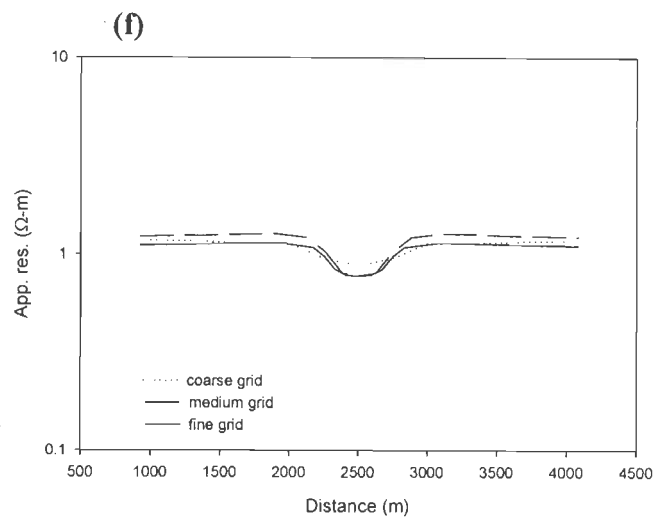 (f)
10
1
0.1
App. res. (Ω-m)
coarse grid
medium grid
fine grid
500 1000 1500 2000 2500 3000 3500 4000 4500
Distance (m)